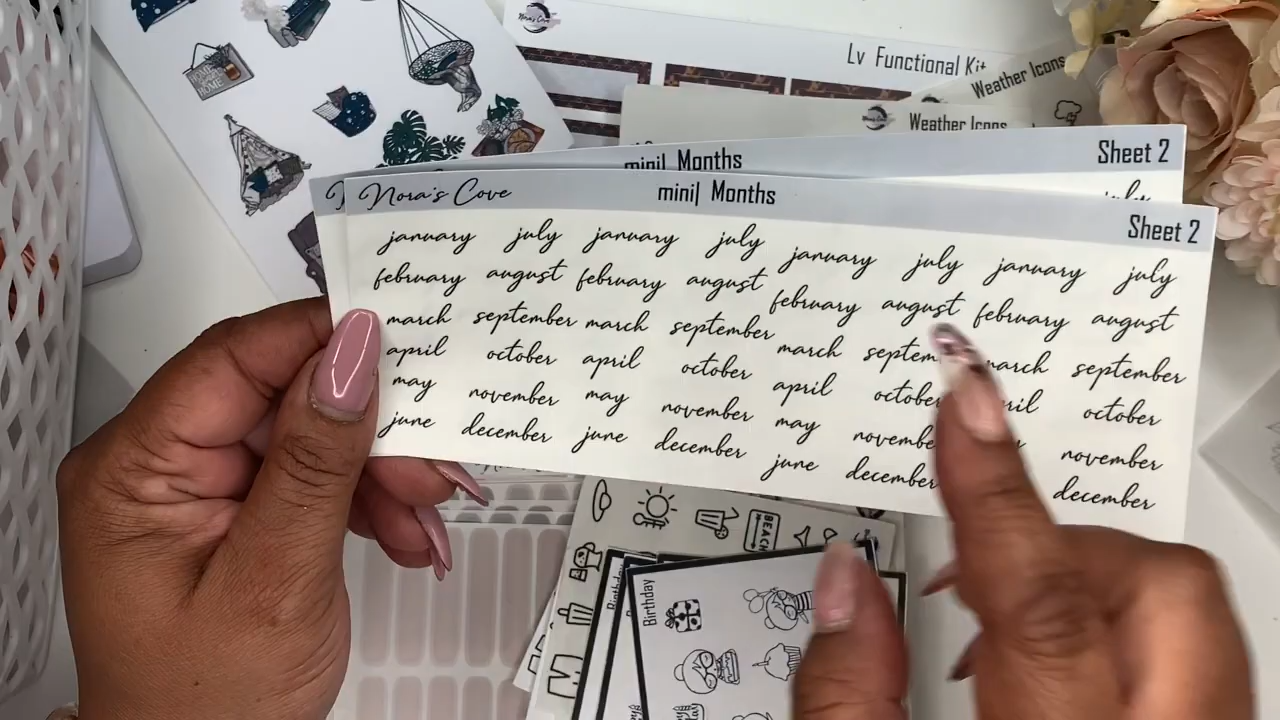 Lv Functional Kit
Weather Icons
Weather Icons
mini| Months Sheet 2
july
Nora's Cove mini| Months Sheet 2
january july january july january july january july
february august february august february august february august
march september march september march march september
april october april october april october october
may november may november may november
june december june december june december december
BEACH
Birthday
Birthday